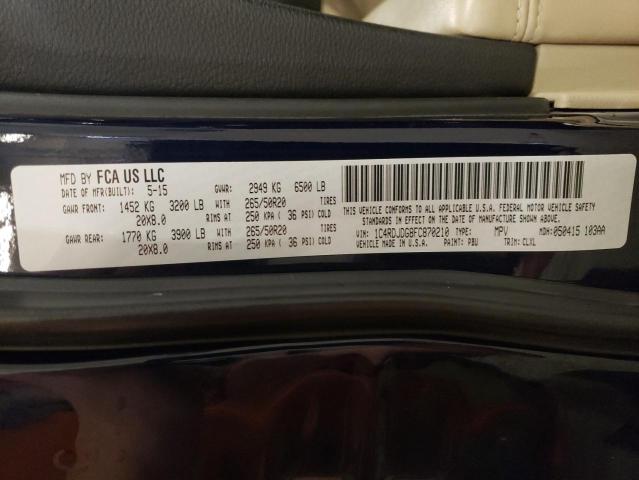 MFD BY FCA US LLC
DATE OF MFR(BUILT): 5-15 GVWR: 2949 KG 6500 LB
GAWR FRONT: 1452 KG 3200 LB WITH 265/50R20 TIRES
20X8.0 RIMS AT 250 KPA ( 36 PSI) COLD
GAWR REAR: 1770 KG 3900 LB WITH 265/50R20 TIRES
20X8.0 RIMS AT 250 KPA ( 36 PSI) COLD
THIS VEHICLE CONFORMS TO ALL APPLICABLE U.S.A. FEDERAL MOTOR VEHICLE SAFETY
STANDARDS IN EFFECT ON THE DATE OF MANUFACTURE SHOWN ABOVE.
VIN: 1C4RDJDG8FC870210 TYPE: MPV MDH: 050415 103AA
VEHICLE MADE IN U.S.A. PAINT: PBU TRIM: CLXL